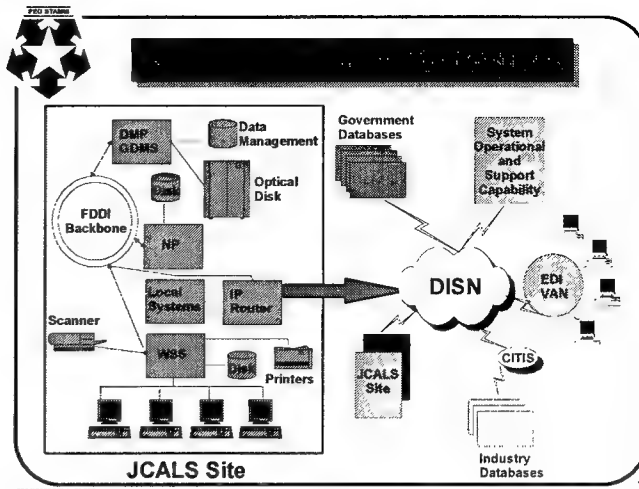 PEO STAMIS
DMP
GDMS
Data
Management
Optical
Disk
Disk
FDDI
Backbone
NP
Local
Systems
IP
Router
Scanner
WSS
Disk
Printers
JCALS Site
Government
Databases
System
Operational
and
Support
Capability
DISN
EDI
VAN
JCALS
Site
CITIS
Industry
Databases